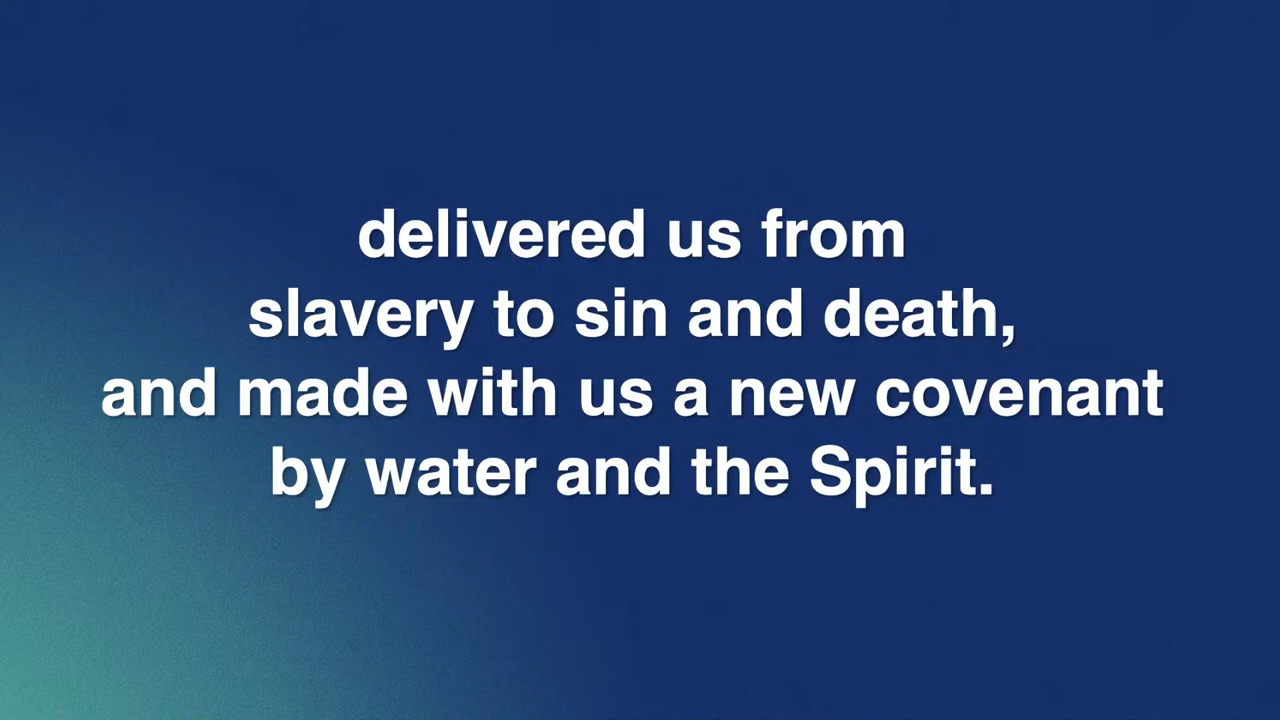 delivered us from
slavery to sin and death,
and made with us a new covenant
by water and the Spirit.